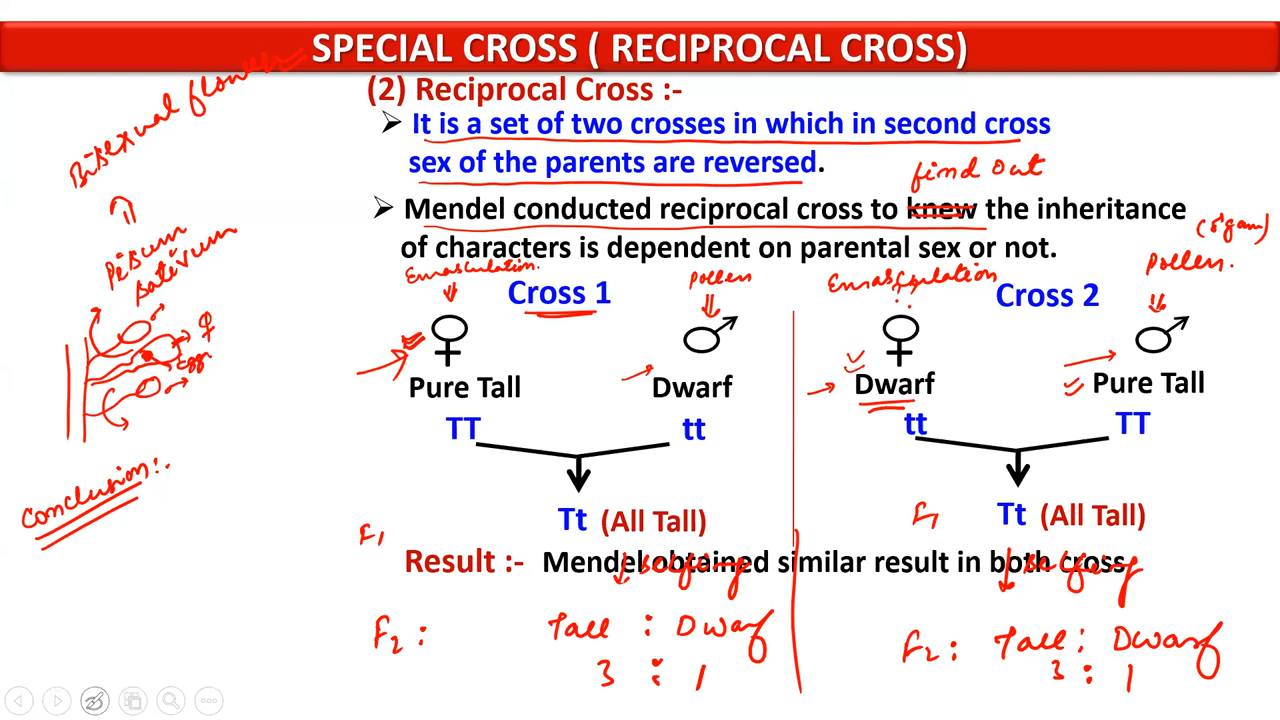 SPECIAL CROSS ( RECIPROCAL CROSS)
(2) Reciprocal Cross :-
➢ It is a set of two crosses in which in second cross
sex of the parents are reversed.
find out
➢ Mendel conducted reciprocal cross to knew the inheritance
of characters is dependent on parental sex or not.
Bisexual flower
Pisum
Sativum
♀
egg
Conclusion:.
Emasculation.
Pollen
Cross 1
♀
♂
Pure Tall
Dwarf
TT
tt
Tt (All Tall)
F1
Emasculation
(♂ gam)
Pollen.
Cross 2
♀
♂
Dwarf
Pure Tall
tt
TT
F1
Tt (All Tall)
Result :- Mendel obtained similar result in both cross
selfing
selfing
F2 :
Tall : Dwarf
3 : 1
F2 :
Tall : Dwarf
3 : 1